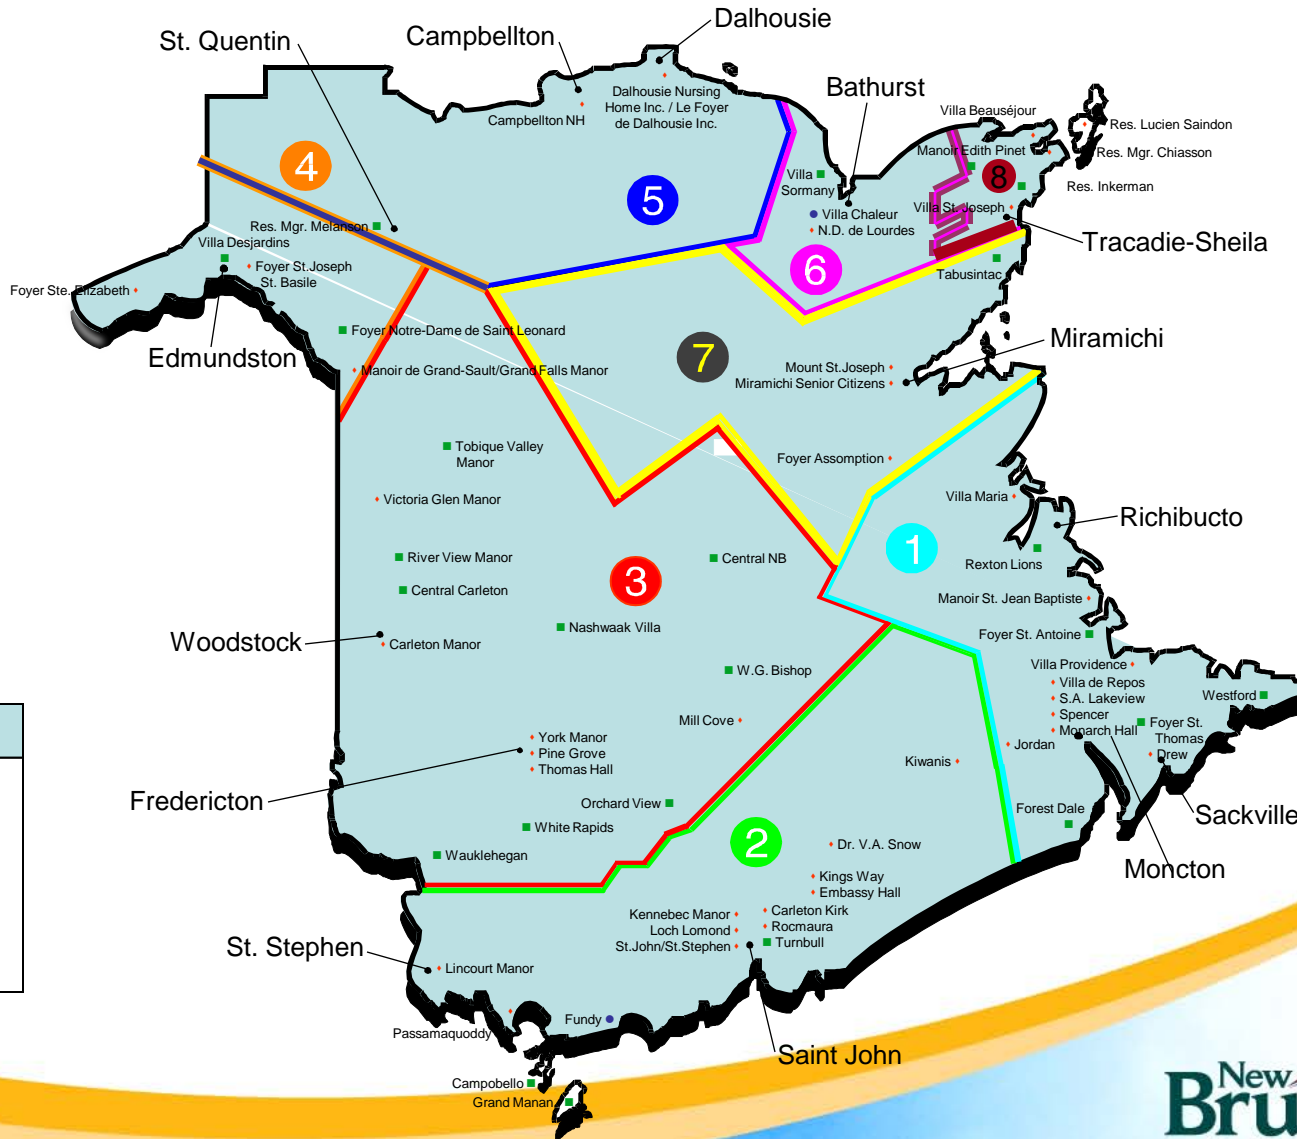 Dalhousie
St. Quentin
Campbellton
Bathurst
Dalhousie Nursing
Home Inc. / Le Foyer
de Dalhousie Inc.
Campbellton NH
Villa Beauséjour
Res. Lucien Saindon
Manoir Edith Pinet
Res. Mgr. Chiasson
4
5
8
Villa
Sormany
Res. Inkerman
Villa Chaleur
N.D. de Lourdes
Villa St. Joseph
Tracadie-Sheila
Res. Mgr. Melanson
Villa Desjardins
Foyer St.Joseph
St. Basile
6
Tabusintac
Foyer Ste. Elizabeth
Edmundston
Foyer Notre-Dame de Saint Leonard
Miramichi
7
Manoir de Grand-Sault/Grand Falls Manor
Mount St.Joseph
Miramichi Senior Citizens
Tobique Valley
Manor
Foyer Assomption
Victoria Glen Manor
Villa Maria
Richibucto
1
River View Manor
Central NB
Rexton Lions
3
Central Carleton
Manoir St. Jean Baptiste
Nashwaak Villa
Foyer St. Antoine
Woodstock
Carleton Manor
W.G. Bishop
Villa Providence
Villa de Repos
S.A. Lakeview
Spencer
Monarch Hall
Westford
Foyer St.
Thomas
Drew
Mill Cove
York Manor
Pine Grove
Thomas Hall
Jordan
Kiwanis
Fredericton
Orchard View
Forest Dale
Sackville
White Rapids
2
Dr. V.A. Snow
Wauklehegan
Moncton
Kings Way
Embassy Hall
Kennebec Manor
Loch Lomond
St.John/St.Stephen
Carleton Kirk
Rocmaura
Turnbull
St. Stephen
Lincourt Manor
Passamaquoddy
Fundy
Saint John
Campobello
Grand Manan
New
Bru